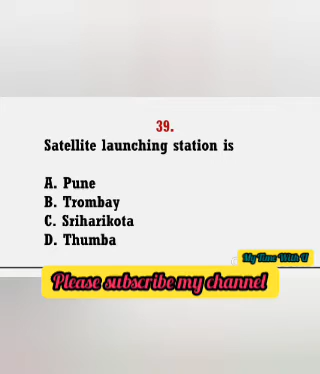 39.
Satellite launching station is
A. Pune
B. Trombay
C. Sriharikota
D. Thumba
My Time With U
Please subscribe my channel